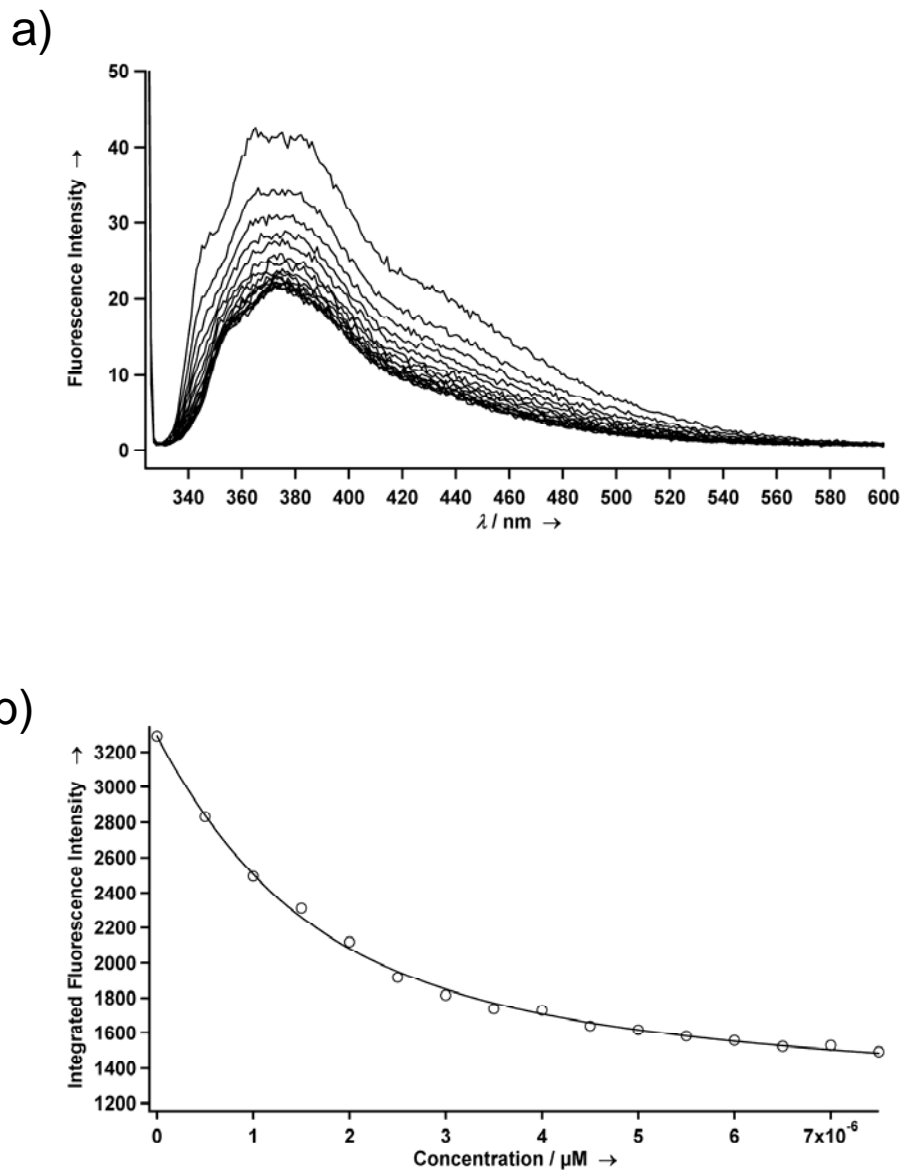 a)
50
40
30
20
10
0
Fluorescence Intensity →
340 360 380 400 420 440 460 480 500 520 540 560 580 600
λ / nm →
b)
3200
3000
2800
2600
2400
2200
2000
1800
1600
1400
1200
Integrated Fluorescence Intensity →
0 1 2 3 4 5 6 7x10⁻⁶
Concentration / µM →